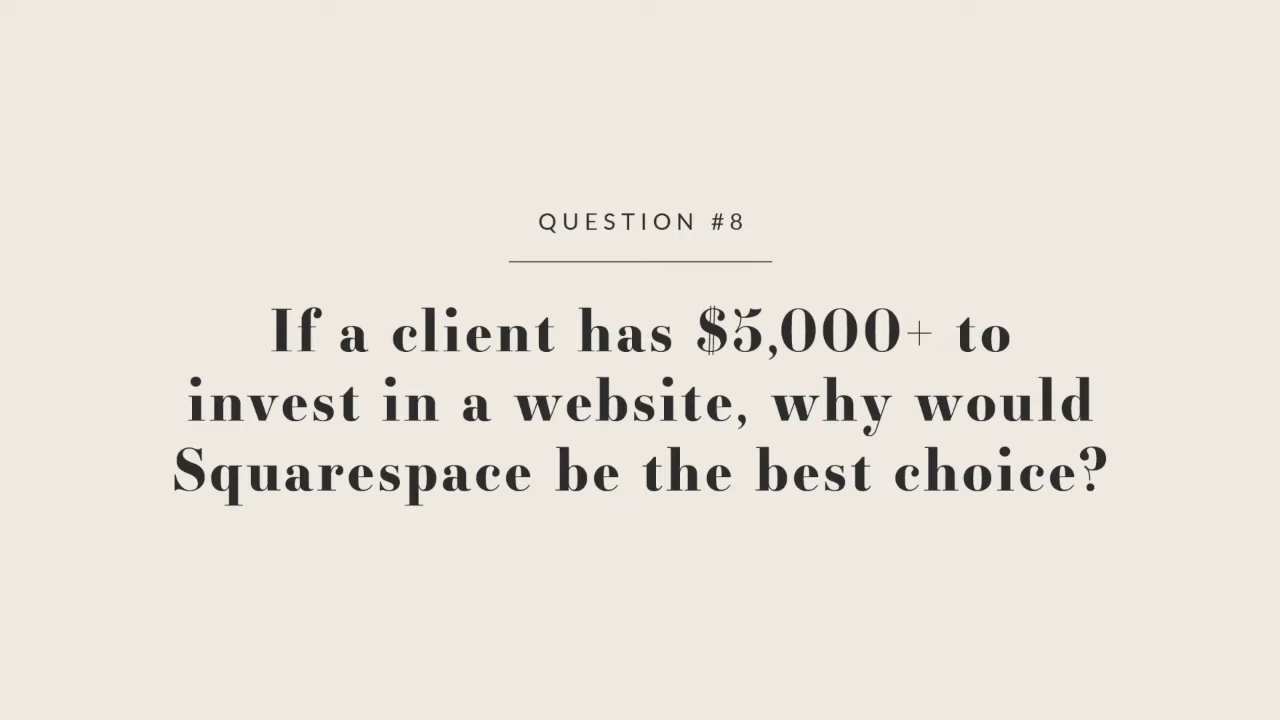 QUESTION #8
If a client has $5,000+ to
invest in a website, why would
Squarespace be the best choice?